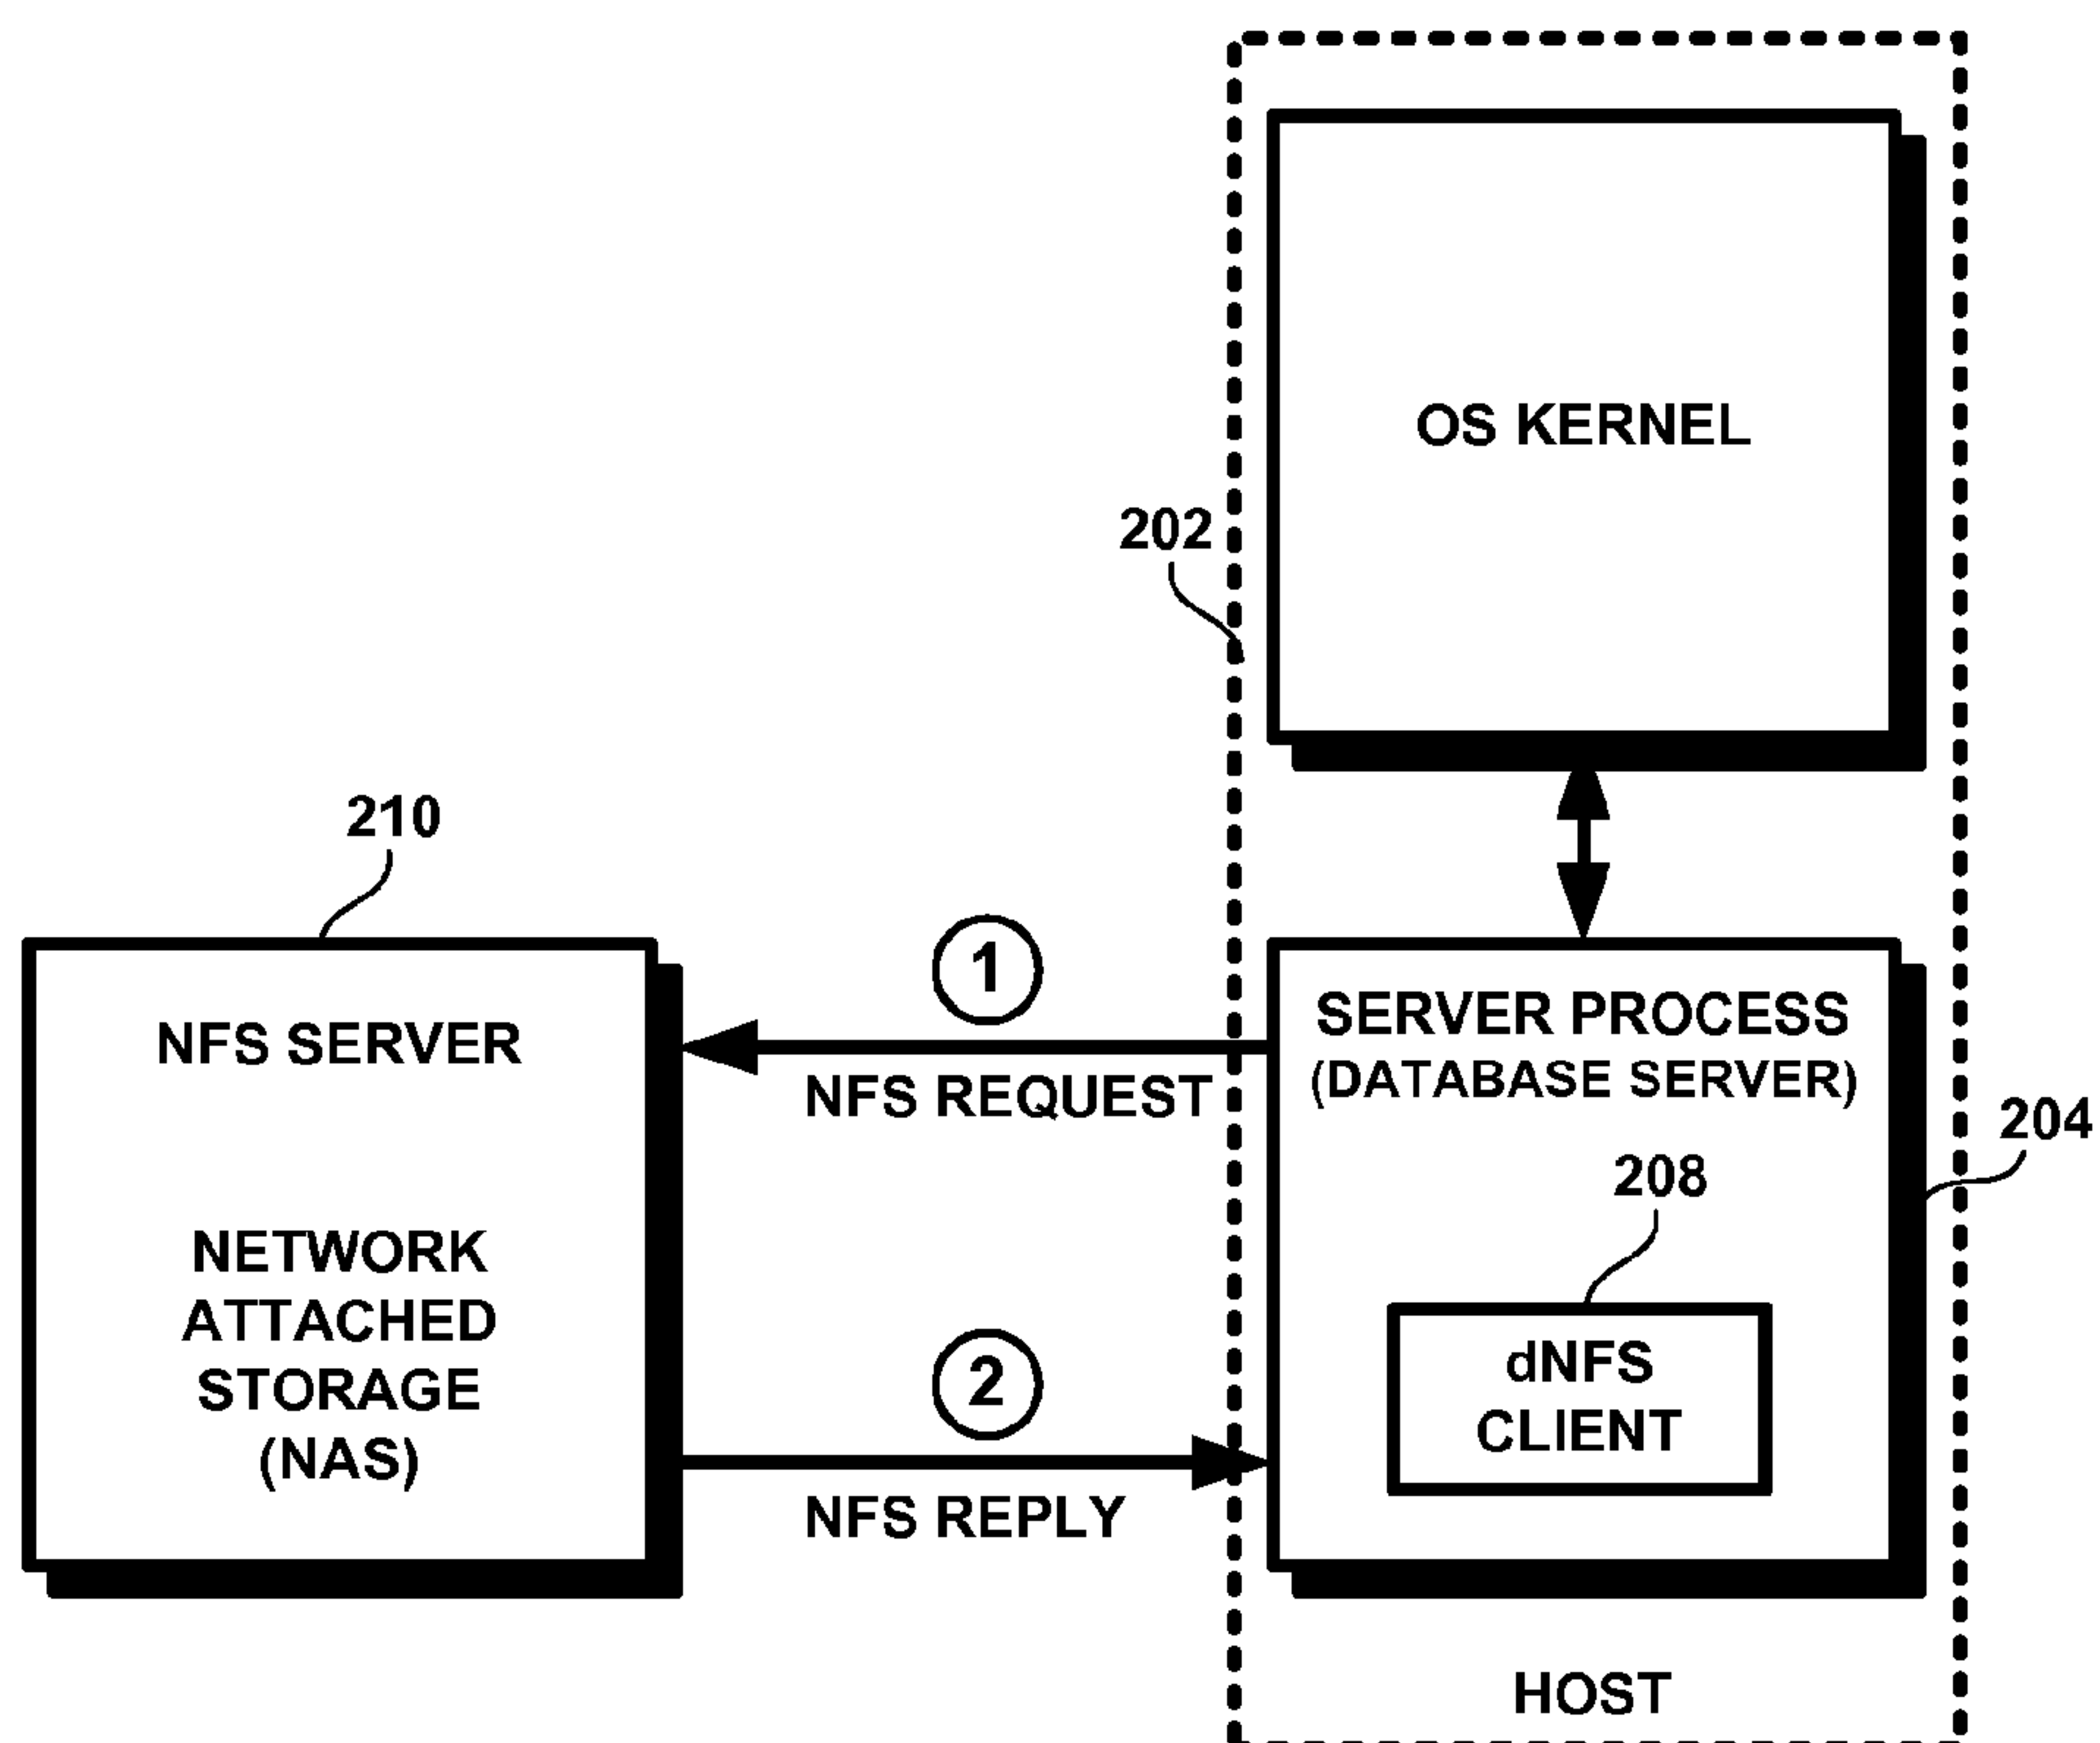 OS KERNEL
202
210
NFS SERVER
NETWORK
ATTACHED
STORAGE
(NAS)
1
NFS REQUEST
2
NFS REPLY
SERVER PROCESS
(DATABASE SERVER)
204
208
dNFS
CLIENT
HOST